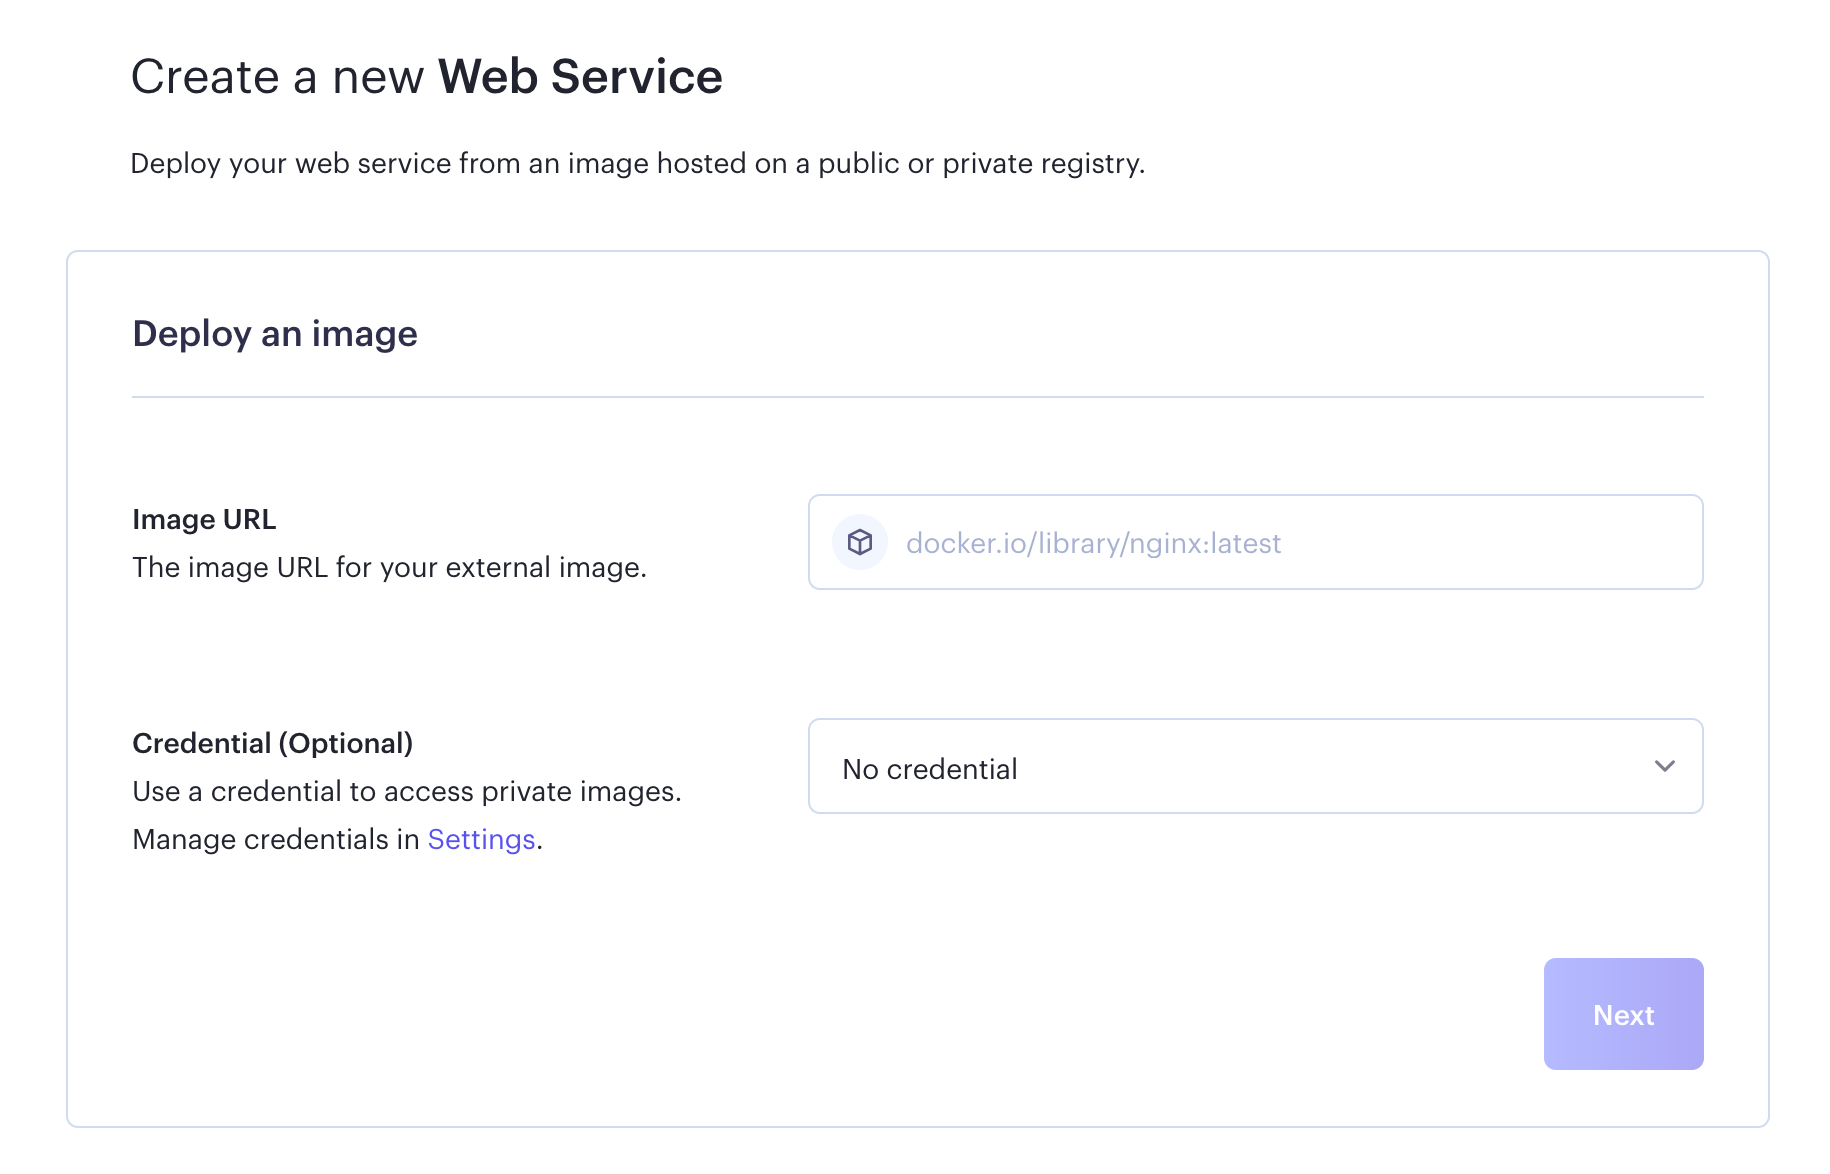 Create a new Web Service
Deploy your web service from an image hosted on a public or private registry.
Deploy an image
Image URL
The image URL for your external image.
docker.io/library/nginx:latest
Credential (Optional)
Use a credential to access private images.
Manage credentials in Settings.
No credential
Next